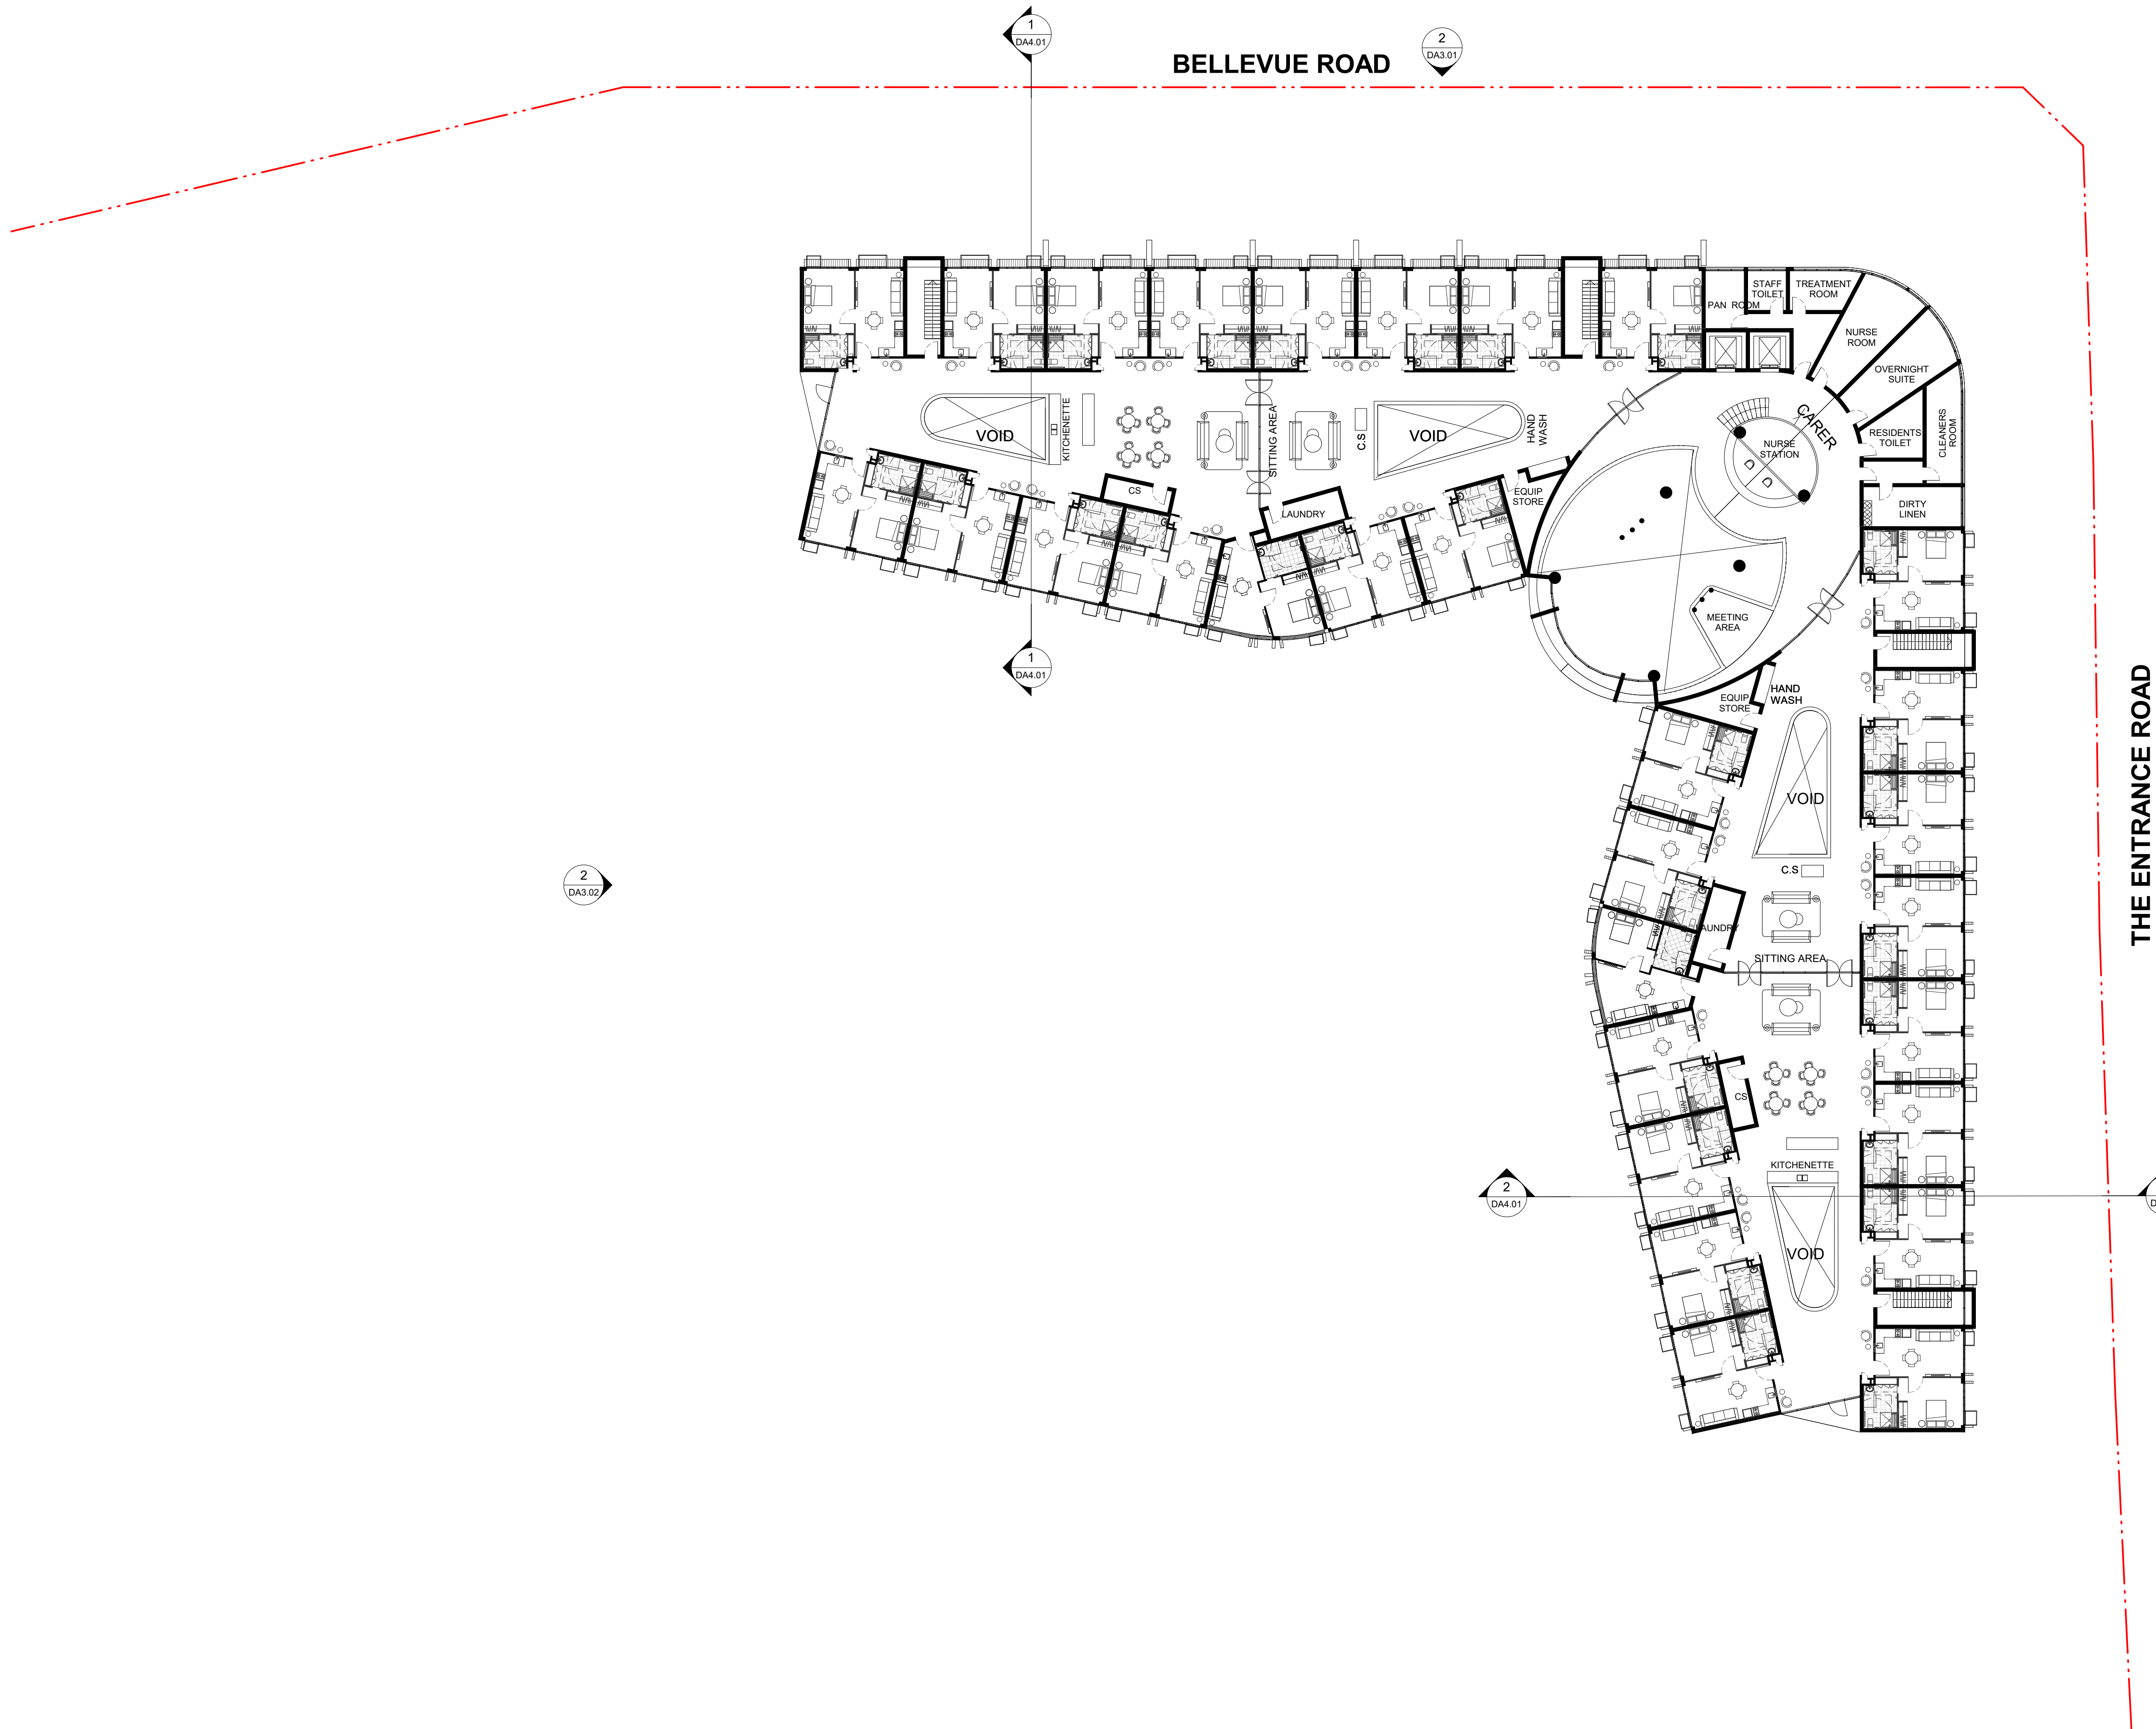 1
DA4.01
BELLEVUE ROAD
2
DA3.01
STAFF
TOILET
TREATMENT
ROOM
PAN ROOM
NURSE
ROOM
OVERNIGHT
SUITE
CLEANERS
ROOM
RESIDENTS
TOILET
CARER
NURSE
STATION
DIRTY
LINEN
VOID
KITCHENETTE
SITTING AREA
C.S
VOID
HAND
WASH
CS
LAUNDRY
EQUIP
STORE
MEETING
AREA
1
DA4.01
EQUIP
STORE
HAND
WASH
THE ENTRANCE ROAD
VOID
2
DA3.02
C.S
LAUNDRY
SITTING AREA
CS
KITCHENETTE
2
DA4.01
D
VOID